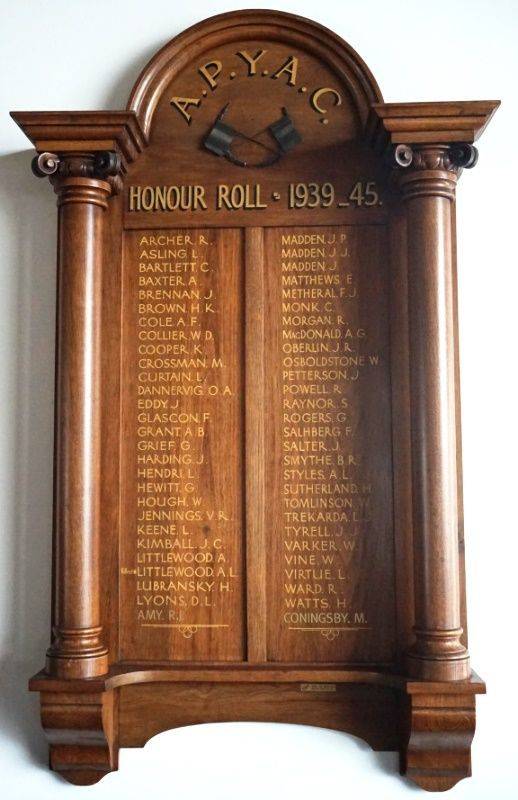 A.P.Y.A.C.
HONOUR ROLL - 1939-45.
ARCHER. R.
ASLING. L.
BARTLETT. C.
BAXTER. A.
BRENNAN. J.
BROWN. H. K.
COLE. A. F.
COLLIER. W. D.
COOPER. K.
CROSSMAN. M.
CURTAIN. L.
DANNERVIG. O. A.
EDDY. J.
GLASCON. F.
GRANT. A. B.
GRIEF. G.
HARDING. J.
HENDRI. L.
HEWITT. G.
HOUGH. W.
JENNINGS. V. R.
KEENE. L.
KIMBALL. J. C.
LITTLEWOOD. A.
LITTLEWOOD. A. L.
LUBRANSKY. H.
LYONS. D. L.
AMY. R. J.
MADDEN. J. P.
MADDEN. J. J.
MADDEN. J.
MATTHEWS. E.
METHERAL. F. J.
MONK. C.
MORGAN. R.
MACDONALD. A. G.
OBERLIN. J. R.
OSBOLDSTONE. W.
PETTERSON. J.
POWELL. R.
RAYNOR. S.
ROGERS. G.
SALHBERG. F.
SALTER. J.
SMYTHE. B. R.
STYLES. A. L.
SUTHERLAND. H.
TOMLINSON. W.
TREKARDA. L. J.
TYRELL. J. J.
VARKER. W.
VINE. W.
VIRTUE. L.
WARD. R.
WATTS. H.
CONINGSBY. M.